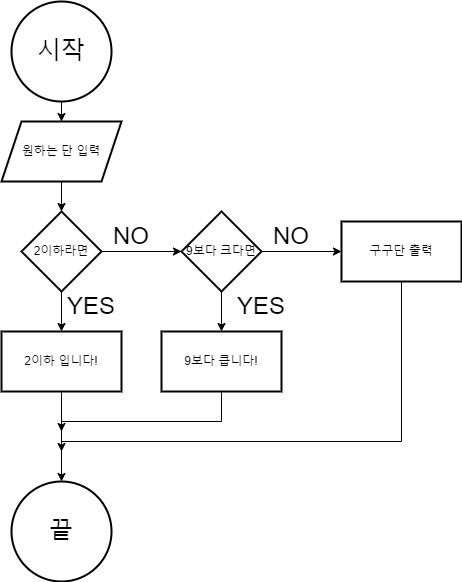 시작
원하는 단 입력
2이하라면
NO
9보다 크다면
NO
구구단 출력
YES
YES
2이하 입니다!
9보다 큽니다!
끝